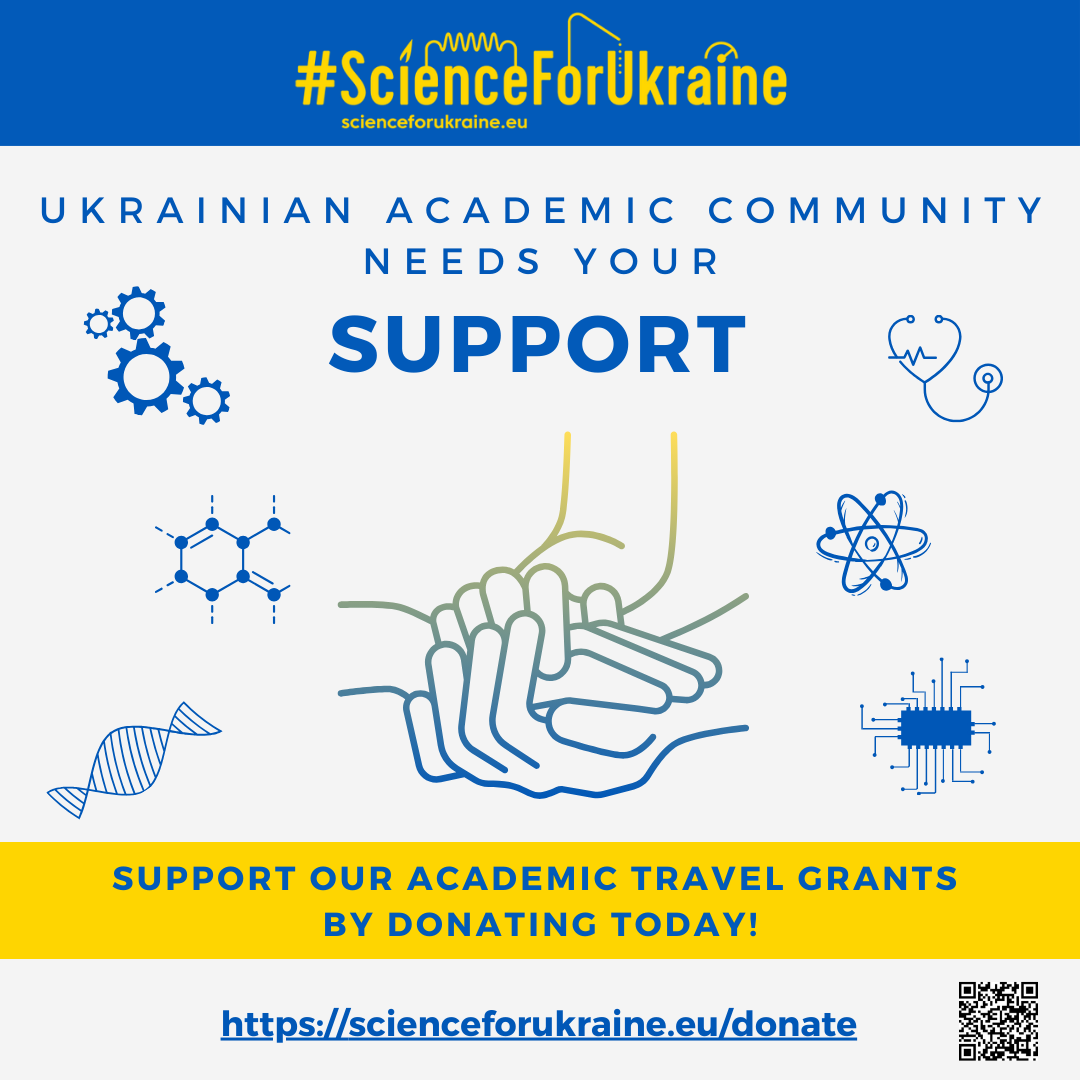 #ScienceForUkraine
scienceforukraine.eu
UKRAINIAN ACADEMIC COMMUNITY
NEEDS YOUR
SUPPORT
SUPPORT OUR ACADEMIC TRAVEL GRANTS
BY DONATING TODAY!
https://scienceforukraine.eu/donate